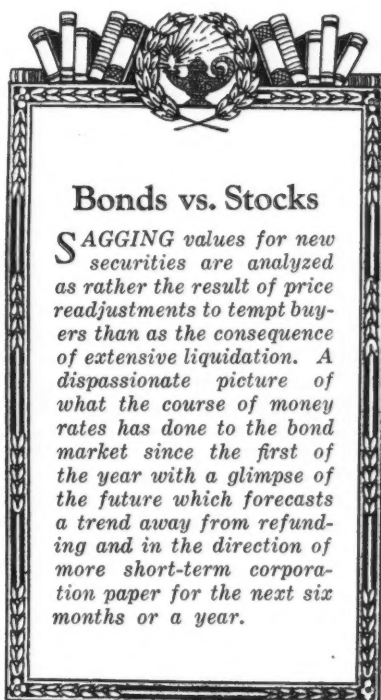 Bonds vs. Stocks
SAGGING values for new
securities are analyzed
as rather the result of price
readjustments to tempt buy-
ers than as the consequence
of extensive liquidation. A
dispassionate picture of
what the course of money
rates has done to the bond
market since the first of
the year with a glimpse of
the future which forecasts
a trend away from refund-
ing and in the direction of
more short-term corpora-
tion paper for the next six
months or a year.